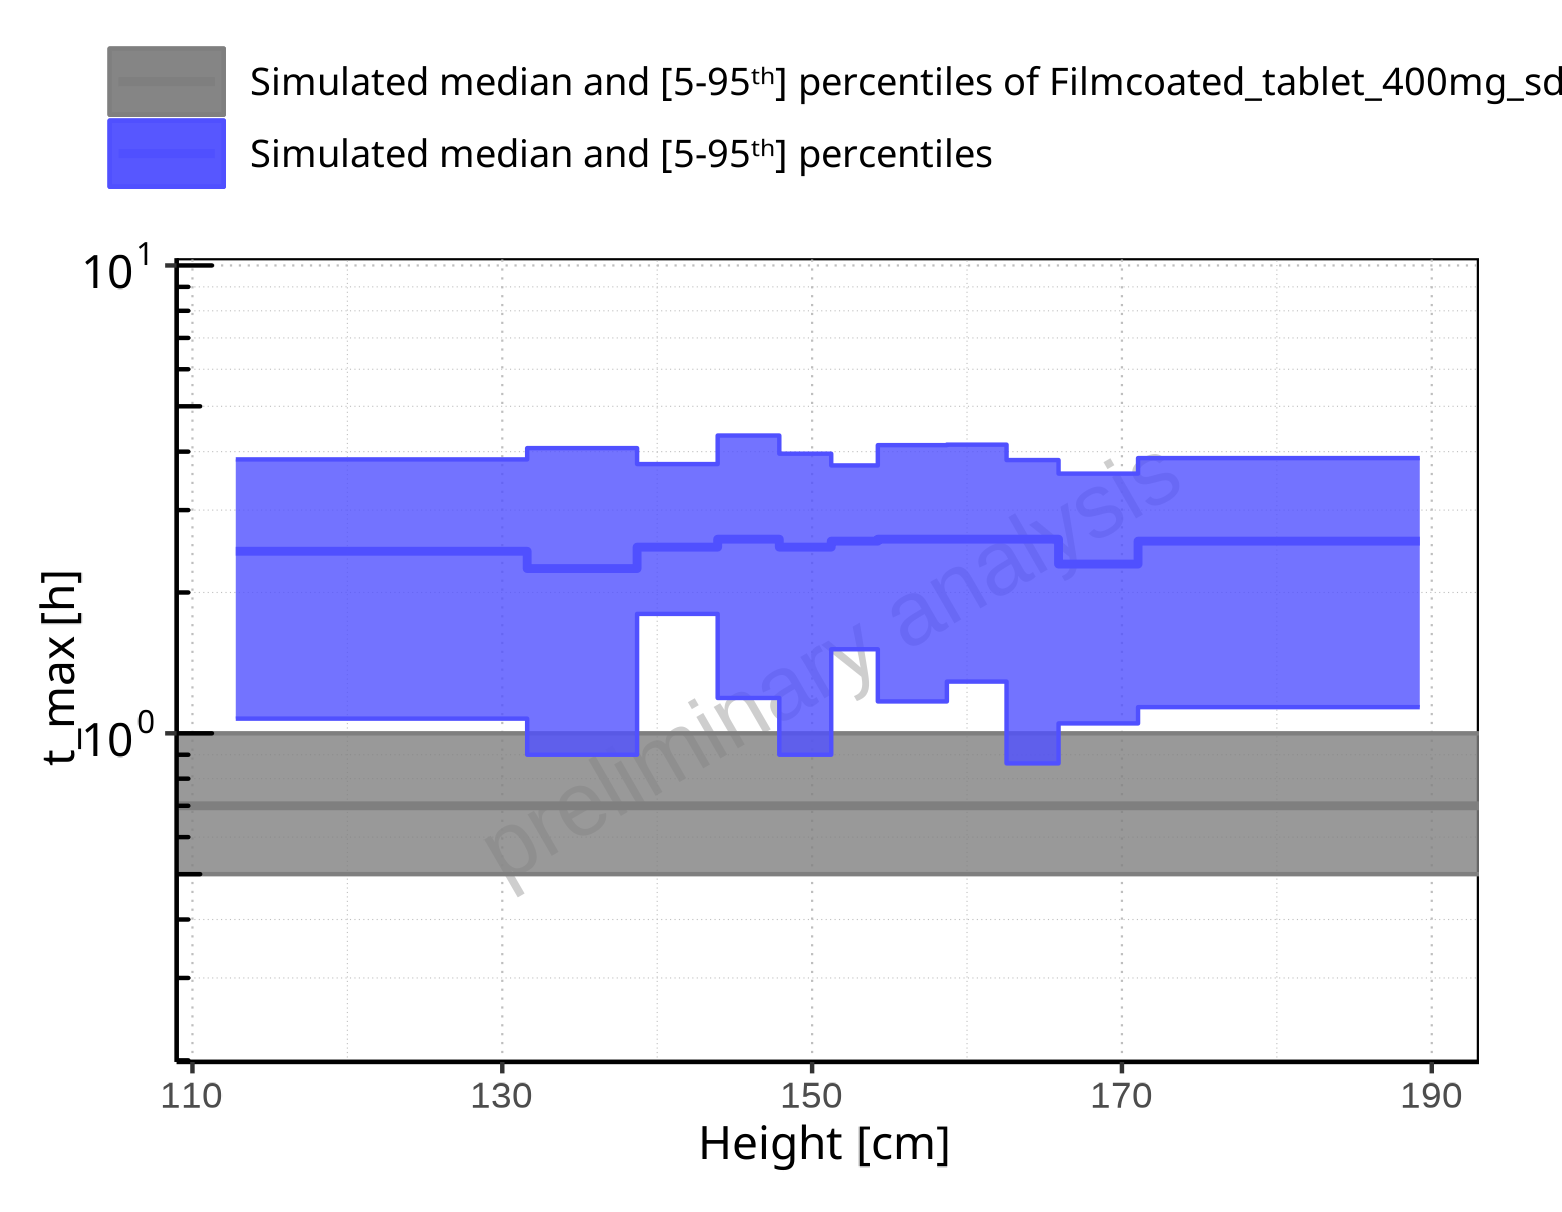 Simulated median and [5-95ᵗʰ] percentiles of Filmcoated_tablet_400mg_sd
Simulated median and [5-95ᵗʰ] percentiles
10¹
10⁰
t_max [h]
preliminary analysis
110 130 150 170 190
Height [cm]